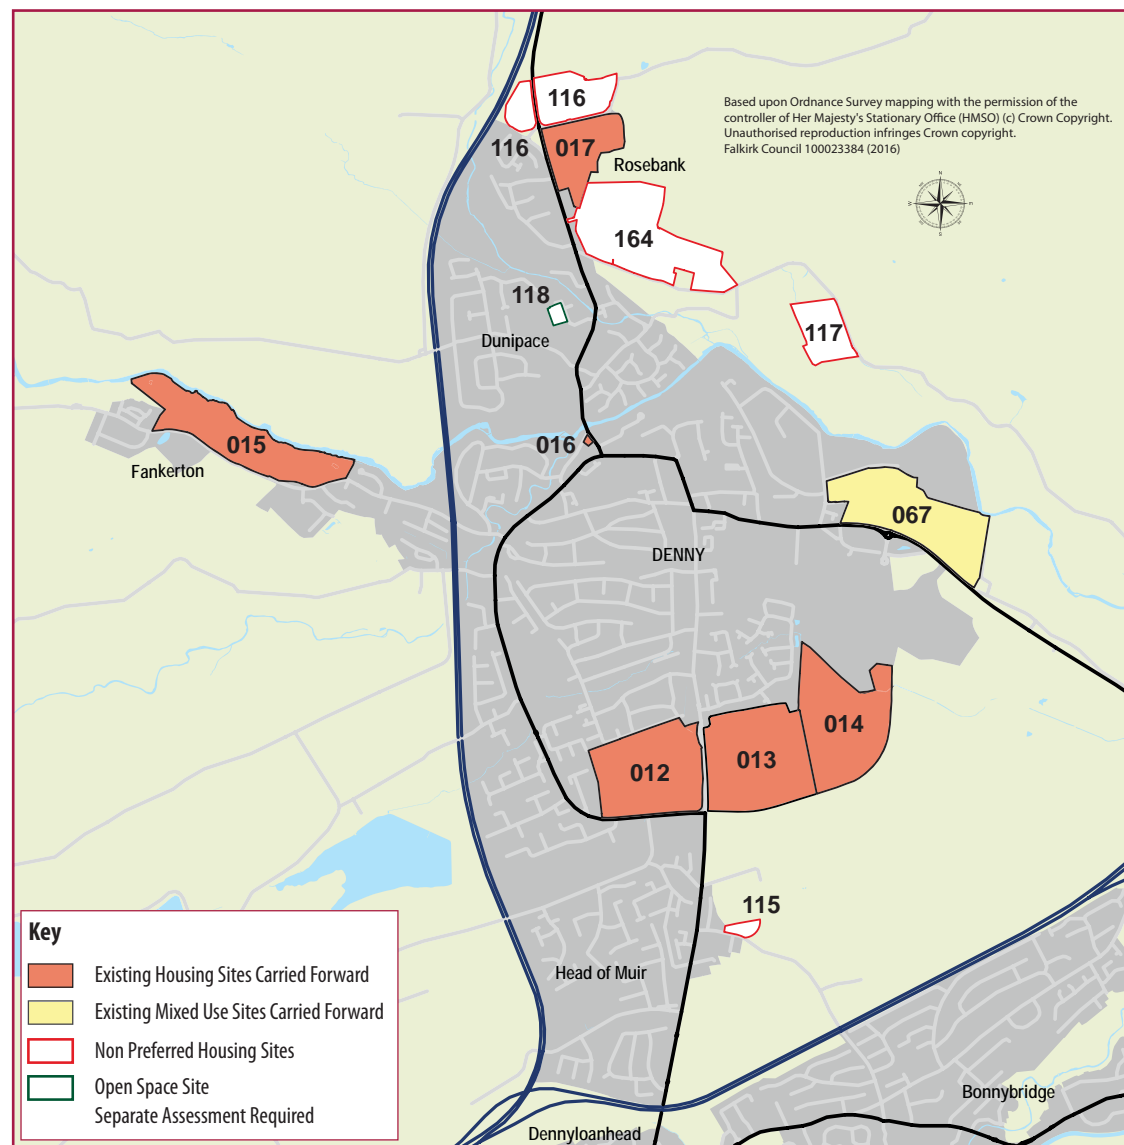 116
Based upon Ordnance Survey mapping with the permission of the
controller of Her Majesty's Stationary Office (HMSO) (c) Crown Copyright.
Unauthorised reproduction infringes Crown copyright.
Falkirk Council 100023384 (2016)
116
017
Rosebank
N
W
E
S
164
118
117
Dunipace
015
016
Fankerton
067
DENNY
014
012
013
115
Head of Muir
Bonnybridge
Dennyloanhead
Key
Existing Housing Sites Carried Forward
Existing Mixed Use Sites Carried Forward
Non Preferred Housing Sites
Open Space Site
Separate Assessment Required